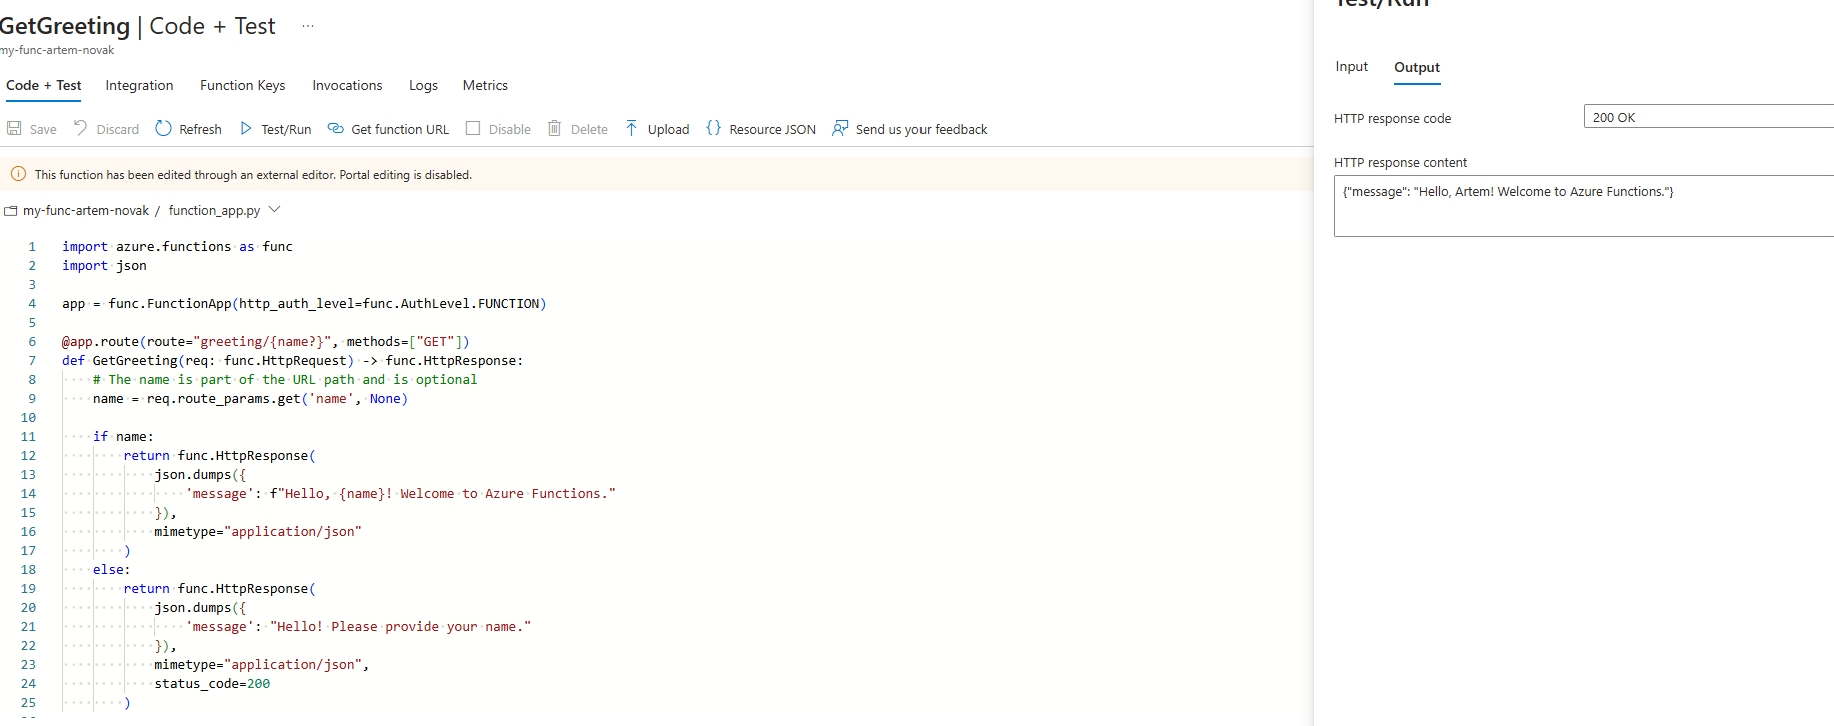 GetGreeting | Code + Test ...
my-func-artem-novak
Code + Test Integration Function Keys Invocations Logs Metrics
Save Discard Refresh Test/Run Get function URL Disable Delete Upload Resource JSON Send us your feedback
This function has been edited through an external editor. Portal editing is disabled.
my-func-artem-novak / function_app.py
1 import azure.functions as func
2 import json
3
4 app = func.FunctionApp(http_auth_level=func.AuthLevel.FUNCTION)
5
6 @app.route(route="greeting/{name?}", methods=["GET"])
7 def GetGreeting(req: func.HttpRequest) -> func.HttpResponse:
8     # The name is part of the URL path and is optional
9     name = req.route_params.get('name', None)
10
11     if name:
12         return func.HttpResponse(
13             json.dumps({
14                 'message': f"Hello, {name}! Welcome to Azure Functions."
15             }),
16             mimetype="application/json"
17         )
18     else:
19         return func.HttpResponse(
20             json.dumps({
21                 'message': "Hello! Please provide your name."
22             }),
23             mimetype="application/json",
24             status_code=200
25         )
Test/Run
Input Output
HTTP response code
200 OK
HTTP response content
{"message": "Hello, Artem! Welcome to Azure Functions."}